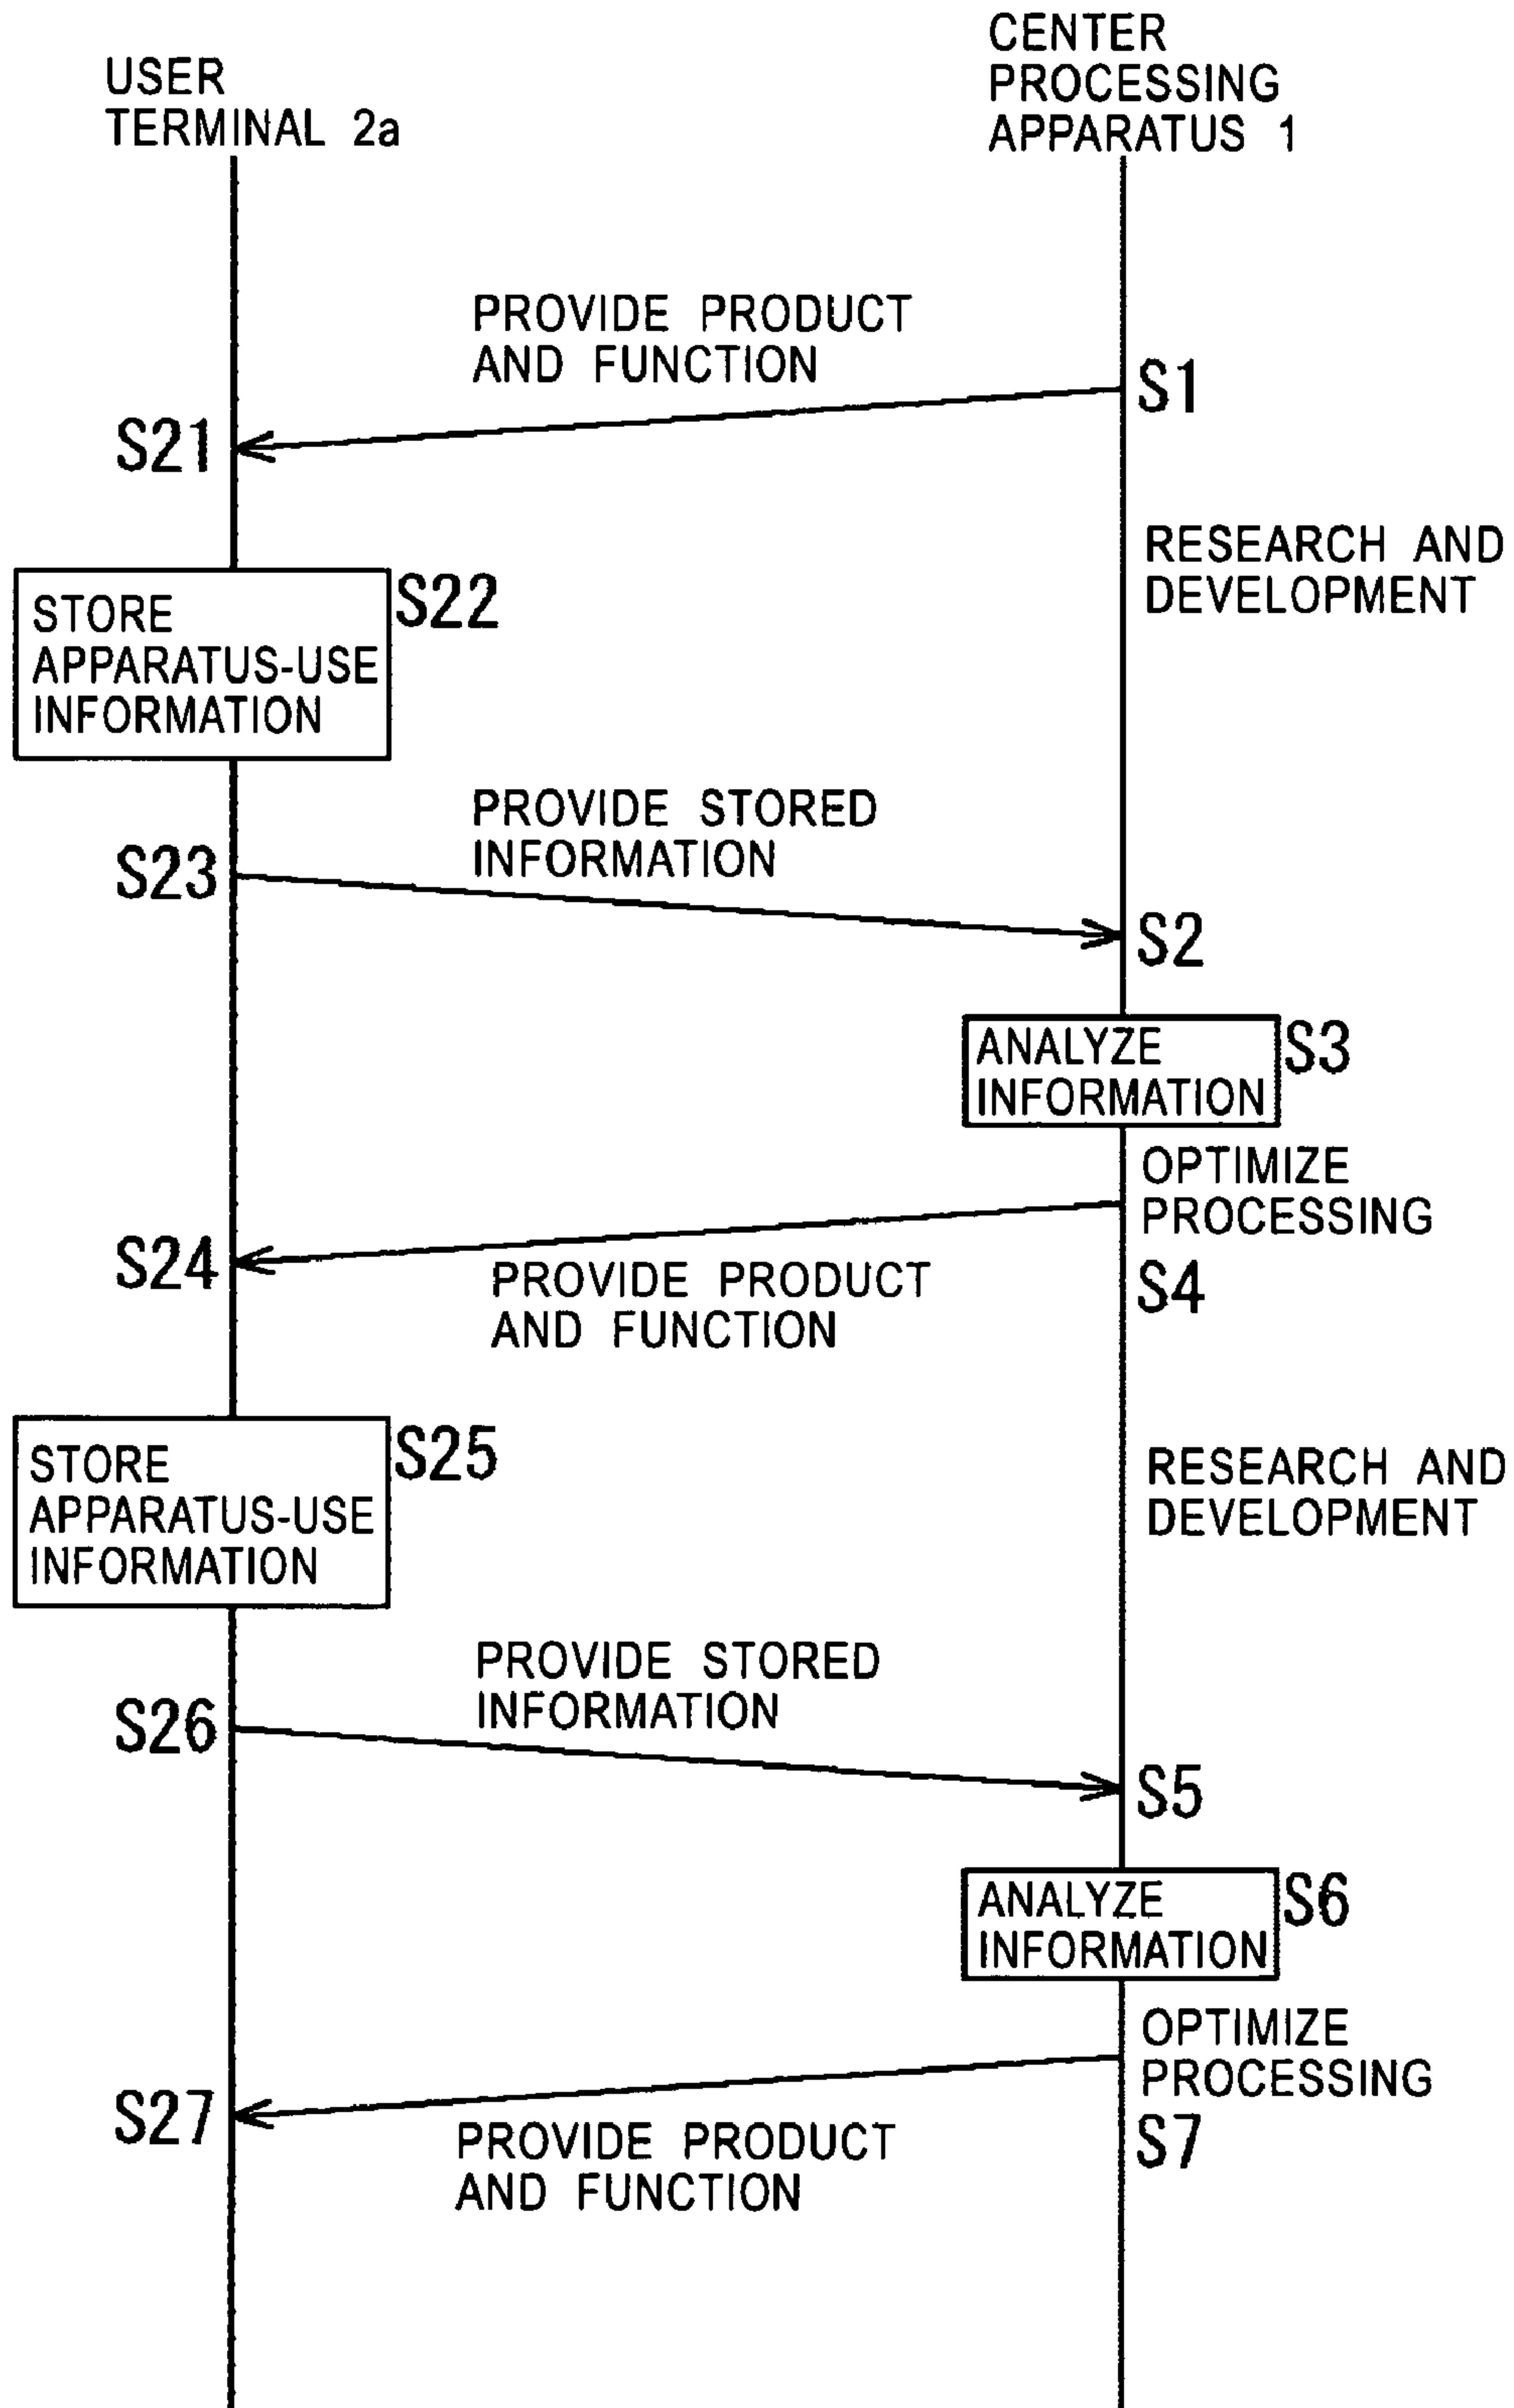 USER
TERMINAL 2a
CENTER
PROCESSING
APPARATUS 1
PROVIDE PRODUCT
AND FUNCTION
S1
S21
RESEARCH AND
DEVELOPMENT
S22
STORE
APPARATUS-USE
INFORMATION
PROVIDE STORED
INFORMATION
S23
S2
ANALYZE
INFORMATION
S3
OPTIMIZE
PROCESSING
S24
PROVIDE PRODUCT
AND FUNCTION
S4
S25
STORE
APPARATUS-USE
INFORMATION
RESEARCH AND
DEVELOPMENT
PROVIDE STORED
INFORMATION
S26
S5
ANALYZE
INFORMATION
S6
OPTIMIZE
PROCESSING
S27
PROVIDE PRODUCT
AND FUNCTION
S7